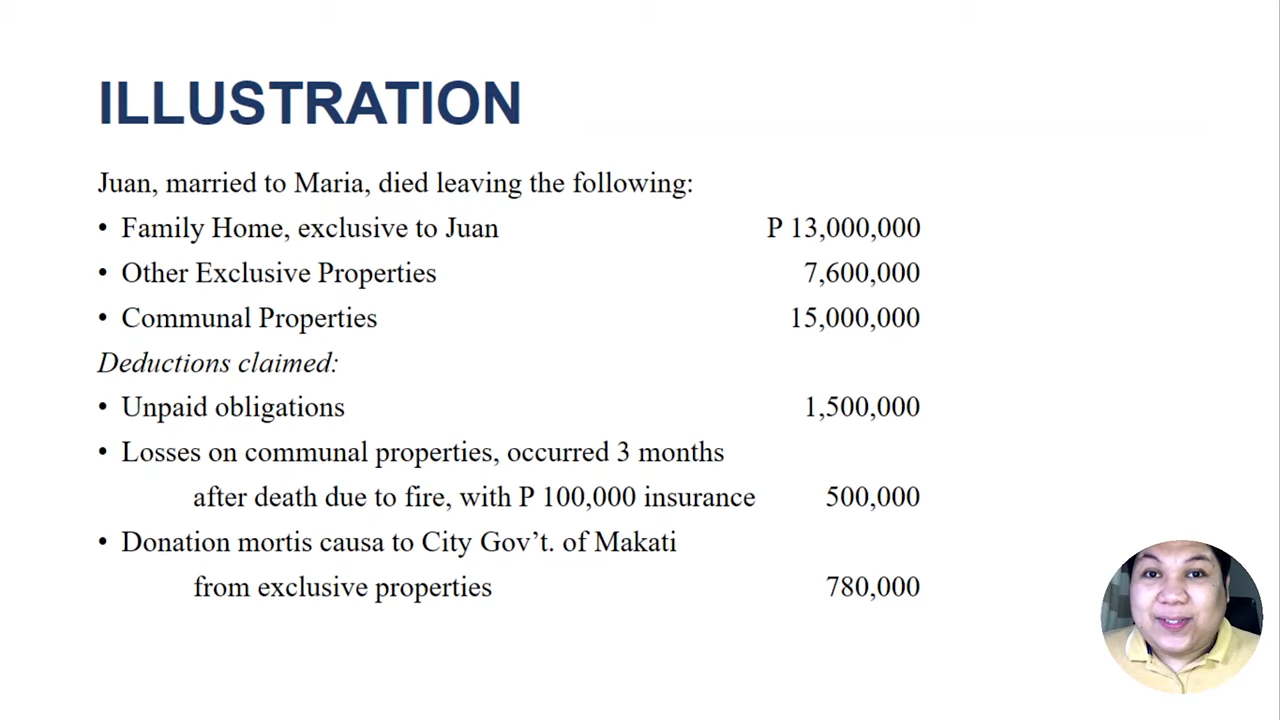 ILLUSTRATION
Juan, married to Maria, died leaving the following:
• Family Home, exclusive to Juan P 13,000,000
• Other Exclusive Properties 7,600,000
• Communal Properties 15,000,000
Deductions claimed:
• Unpaid obligations 1,500,000
• Losses on communal properties, occurred 3 months
after death due to fire, with P 100,000 insurance 500,000
• Donation mortis causa to City Gov’t. of Makati
from exclusive properties 780,000